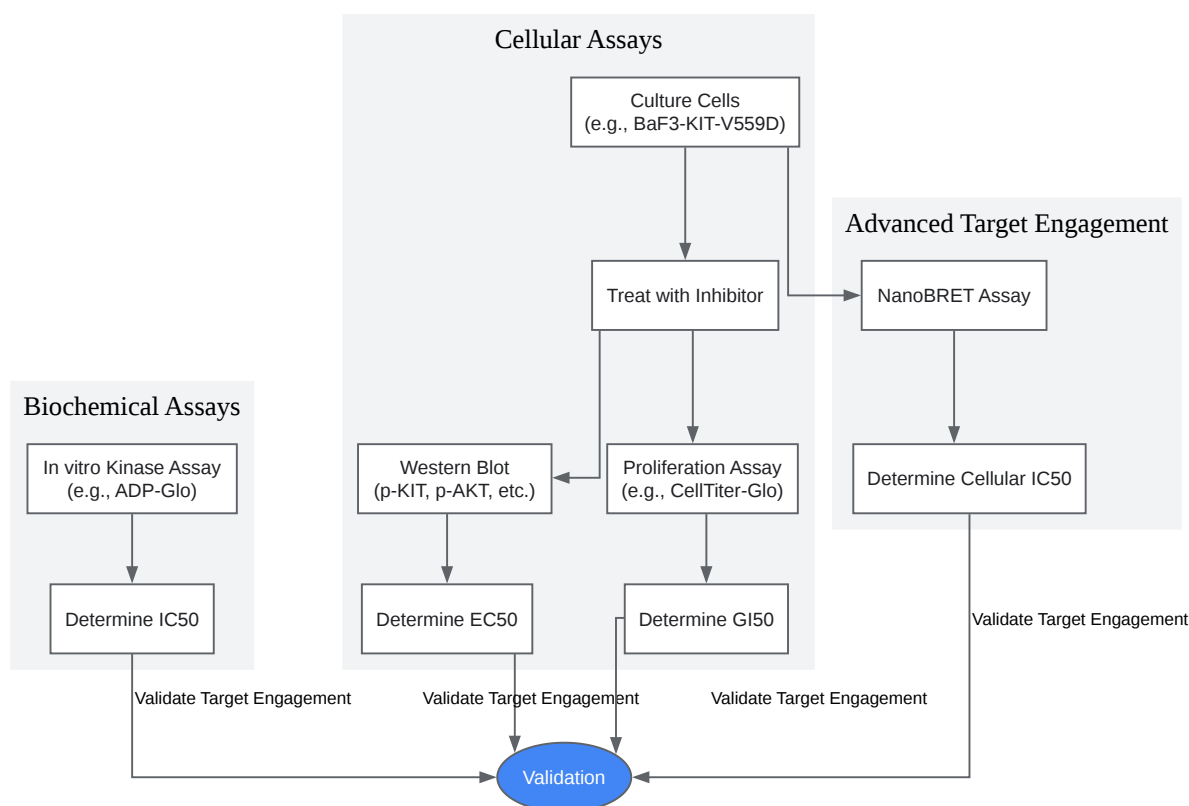 Cellular Assays
Culture Cells
(e.g., BaF3-KIT-V559D)
Advanced Target Engagement
Treat with Inhibitor
NanoBRET Assay
Biochemical Assays
In vitro Kinase Assay
(e.g., ADP-Glo)
Western Blot
(p-KIT, p-AKT, etc.)
Proliferation Assay
(e.g., CellTiter-Glo)
Determine Cellular IC50
Determine IC50
Determine EC50
Determine GI50
Validate Target Engagement
Validate Target Engagement
Validate Target Engagement
Validate Target Engagement
Validation